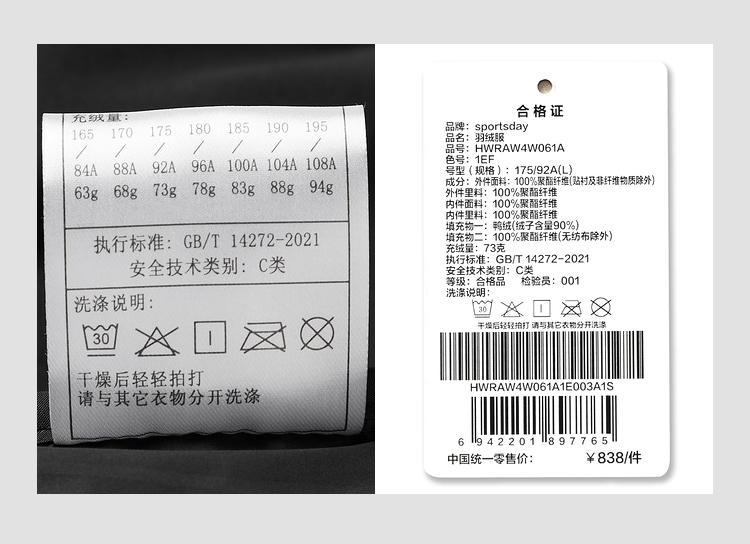 充绒量:
165 170 175 180 185 190 195
/ / / / / / /
84A 88A 92A 96A 100A 104A 108A
63g 68g 73g 78g 83g 88g 94g
执行标准: GB/T 14272-2021
安全技术类别: C类
洗涤说明:
30
干燥后轻轻拍打
请与其它衣物分开洗涤
合格证
品牌: sportsday
品名: 羽绒服
品号: HWRAW4W061A
色号: 1EF
号型(规格): 175/92A(L)
成分: 外件面料: 100%聚酯纤维(贴衬及非纤维物质除外)
外件里料: 100%聚酯纤维
内件面料: 100%聚酯纤维
内件里料: 100%聚酯纤维
填充物一: 鸭绒(绒子含量90%)
填充物二: 100%聚酯纤维(无纺布除外)
充绒量: 73克
执行标准: GB/T 14272-2021
安全技术类别: C类
等级: 合格品 检验员: 001
洗涤说明:
30
干燥后轻轻拍打 请与其它衣物分开洗涤
HWRAW4W061A1E003A1S
6 942201 897765
中国统一零售价: ¥838/件